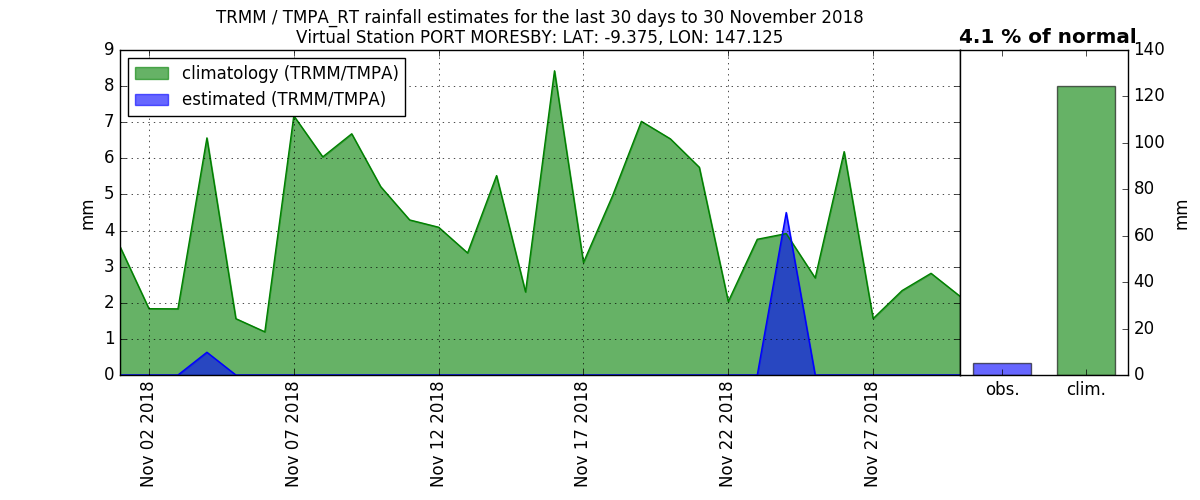 TRMM / TMPA_RT rainfall estimates for the last 30 days to 30 November 2018
Virtual Station PORT MORESBY: LAT: -9.375, LON: 147.125
4.1 % of normal
climatology (TRMM/TMPA)
estimated (TRMM/TMPA)
mm
9
8
7
6
5
4
3
2
1
0
Nov 02 2018
Nov 07 2018
Nov 12 2018
Nov 17 2018
Nov 22 2018
Nov 27 2018
140
120
100
80
60
40
20
0
mm
obs.
clim.